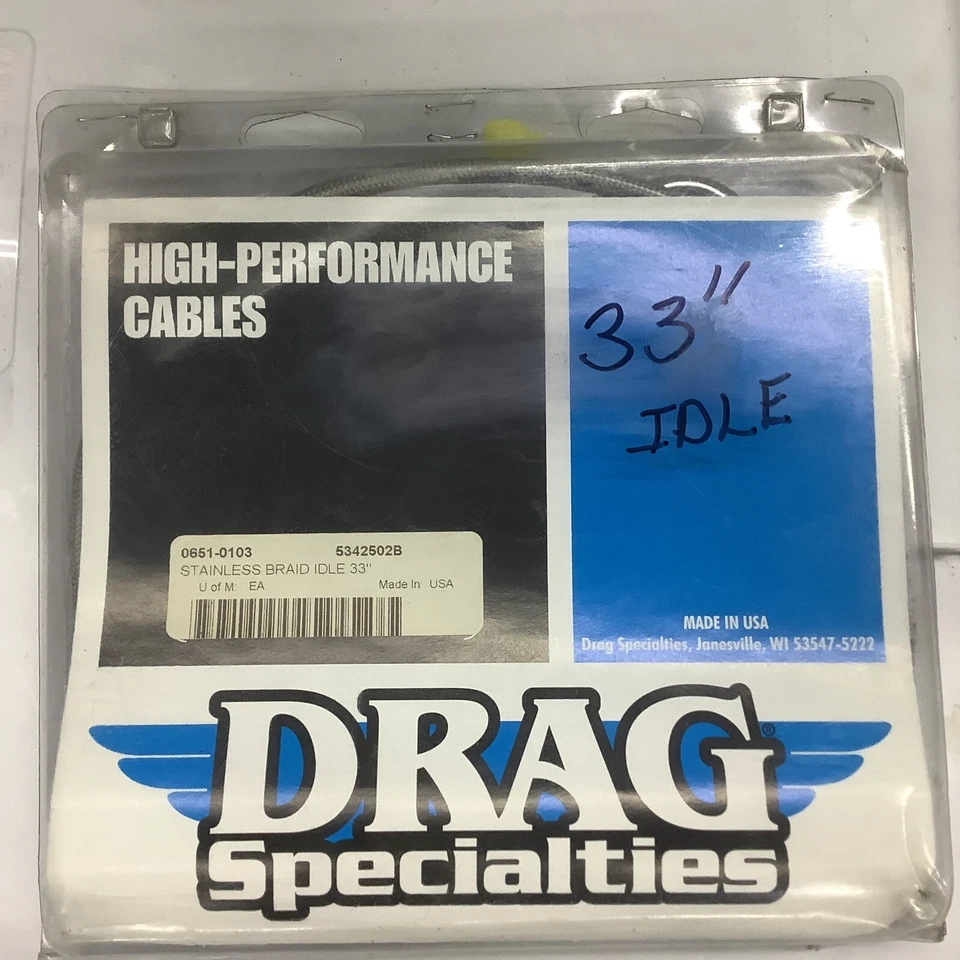 HIGH-PERFORMANCE
CABLES
33"
IDLE
0651-0103 5342502B
STAINLESS BRAID IDLE 33"
U of M: EA Made In USA
MADE IN USA
Drag Specialties, Janesville, WI 53547-5222
DRAG®
Specialties